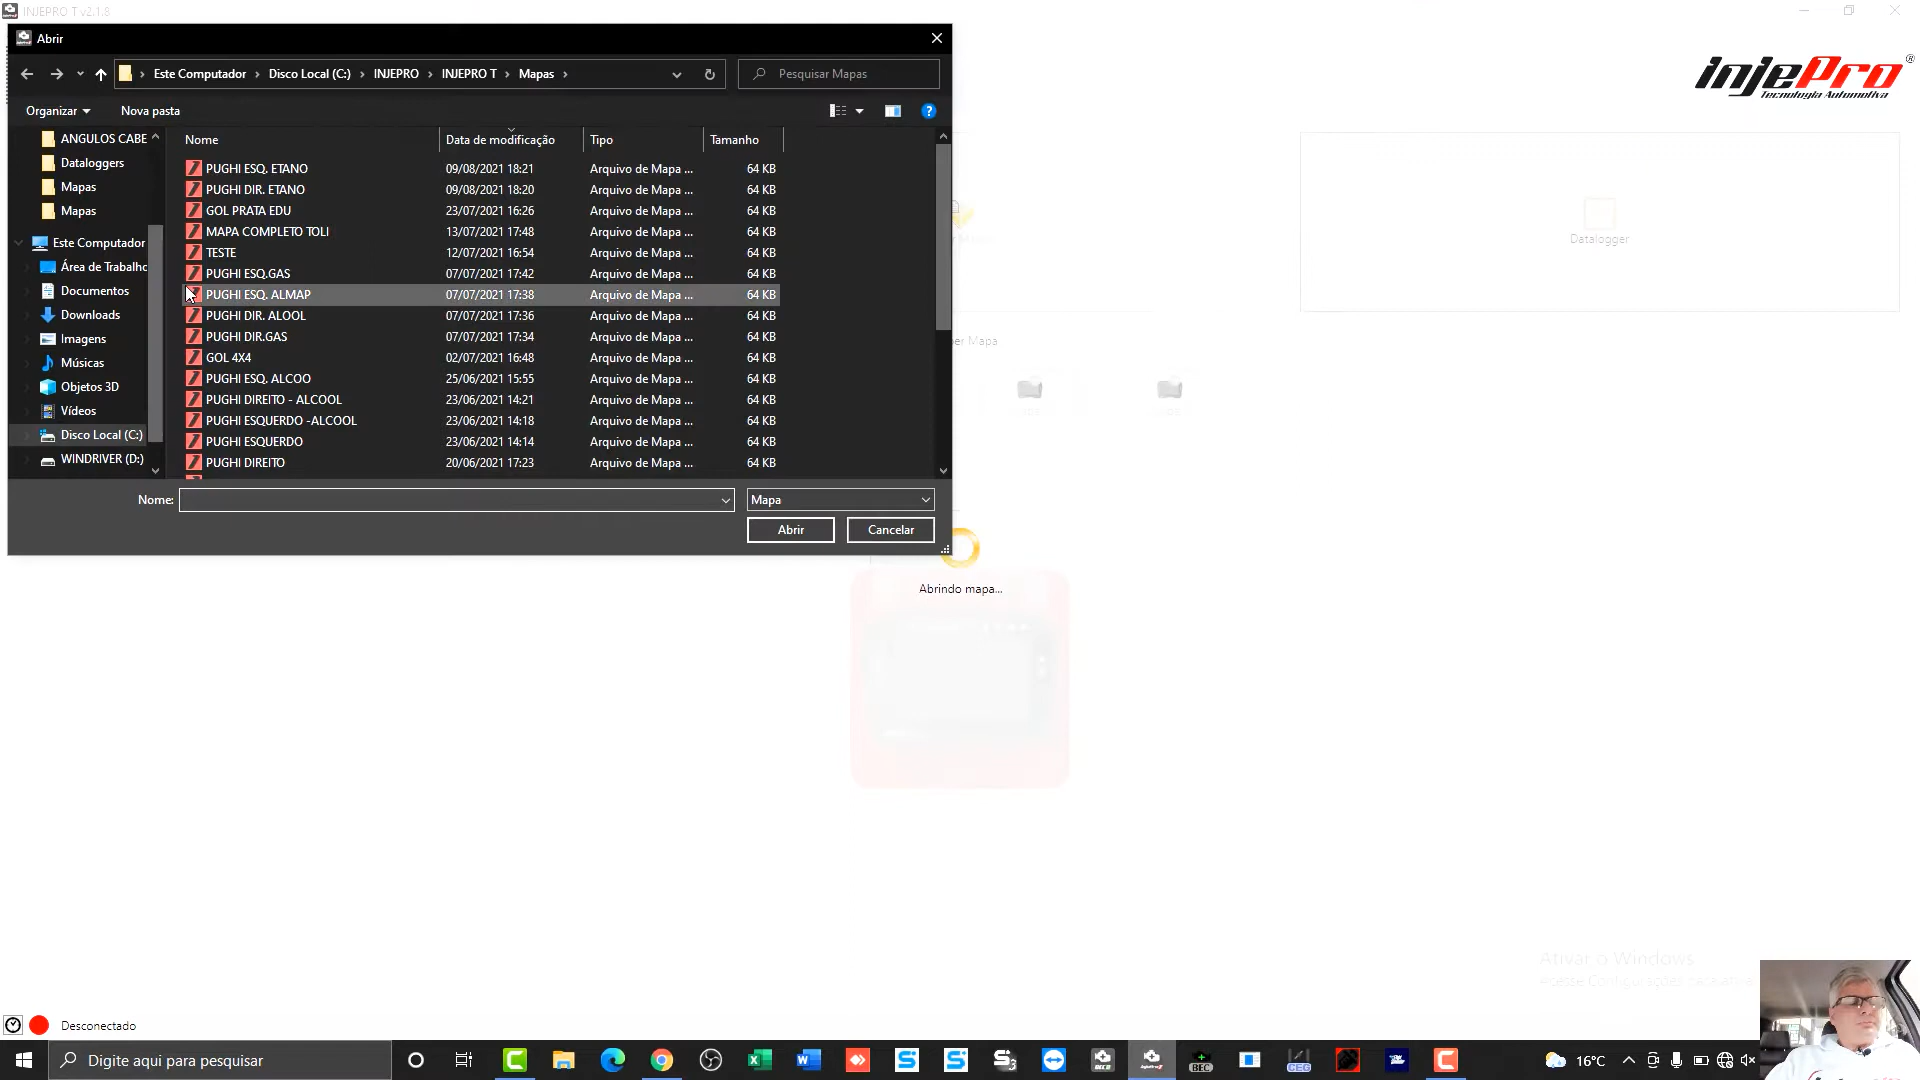 INJEPRO T v2.1.8
Abrir
Este Computador > Disco Local (C:) > INJEPRO > INJEPRO T > Mapas >
Pesquisar Mapas
injePro®
Tecnologia Automotiva
Organizar
Nova pasta
ANGULOS CABE
Dataloggers
Mapas
Mapas
Este Computador
Área de Trabalho
Documentos
Downloads
Imagens
Músicas
Objetos 3D
Vídeos
Disco Local (C:)
WINDRIVER (D:)
Nome Data de modificação Tipo Tamanho
PUGHI ESQ. ETANO 09/08/2021 18:21 Arquivo de Mapa ... 64 KB
PUGHI DIR. ETANO 09/08/2021 18:20 Arquivo de Mapa ... 64 KB
GOL PRATA EDU 23/07/2021 16:26 Arquivo de Mapa ... 64 KB
MAPA COMPLETO TOLI 13/07/2021 17:48 Arquivo de Mapa ... 64 KB
TESTE 12/07/2021 16:54 Arquivo de Mapa ... 64 KB
PUGHI ESQ.GAS 07/07/2021 17:42 Arquivo de Mapa ... 64 KB
PUGHI ESQ. ALMAP 07/07/2021 17:38 Arquivo de Mapa ... 64 KB
PUGHI DIR. ALOOL 07/07/2021 17:36 Arquivo de Mapa ... 64 KB
PUGHI DIR.GAS 07/07/2021 17:34 Arquivo de Mapa ... 64 KB
GOL 4X4 02/07/2021 16:48 Arquivo de Mapa ... 64 KB
PUGHI ESQ. ALCOO 25/06/2021 15:55 Arquivo de Mapa ... 64 KB
PUGHI DIREITO - ALCOOL 23/06/2021 14:21 Arquivo de Mapa ... 64 KB
PUGHI ESQUERDO -ALCOOL 23/06/2021 14:18 Arquivo de Mapa ... 64 KB
PUGHI ESQUERDO 23/06/2021 14:14 Arquivo de Mapa ... 64 KB
PUGHI DIREITO 20/06/2021 17:23 Arquivo de Mapa ... 64 KB
Nome:
Mapa
Abrir
Cancelar
Datalogger
er Mapa
Abrindo mapa...
Ativar o Windows
Desconectado
Digite aqui para pesquisar
BEC
CEG
16°C